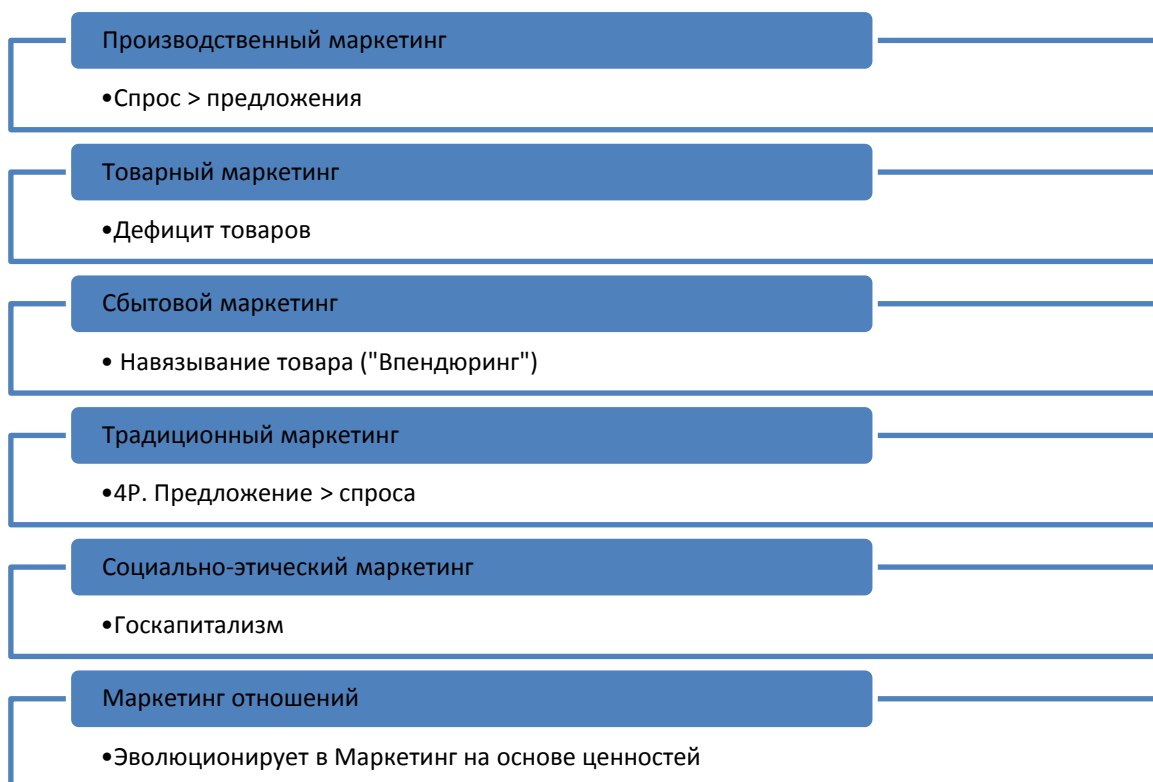 Производственный маркетинг
•Спрос > предложения
Товарный маркетинг
•Дефицит товаров
Сбытовой маркетинг
• Навязывание товара ("Впендюринг")
Традиционный маркетинг
•4P. Предложение > спроса
Социально-этический маркетинг
•Госкапитализм
Маркетинг отношений
•Эволюционирует в Маркетинг на основе ценностей